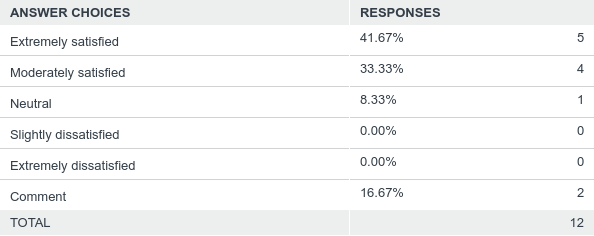 ANSWER CHOICES RESPONSES
Extremely satisfied 41.67% 5
Moderately satisfied 33.33% 4
Neutral 8.33% 1
Slightly dissatisfied 0.00% 0
Extremely dissatisfied 0.00% 0
Comment 16.67% 2
TOTAL 12